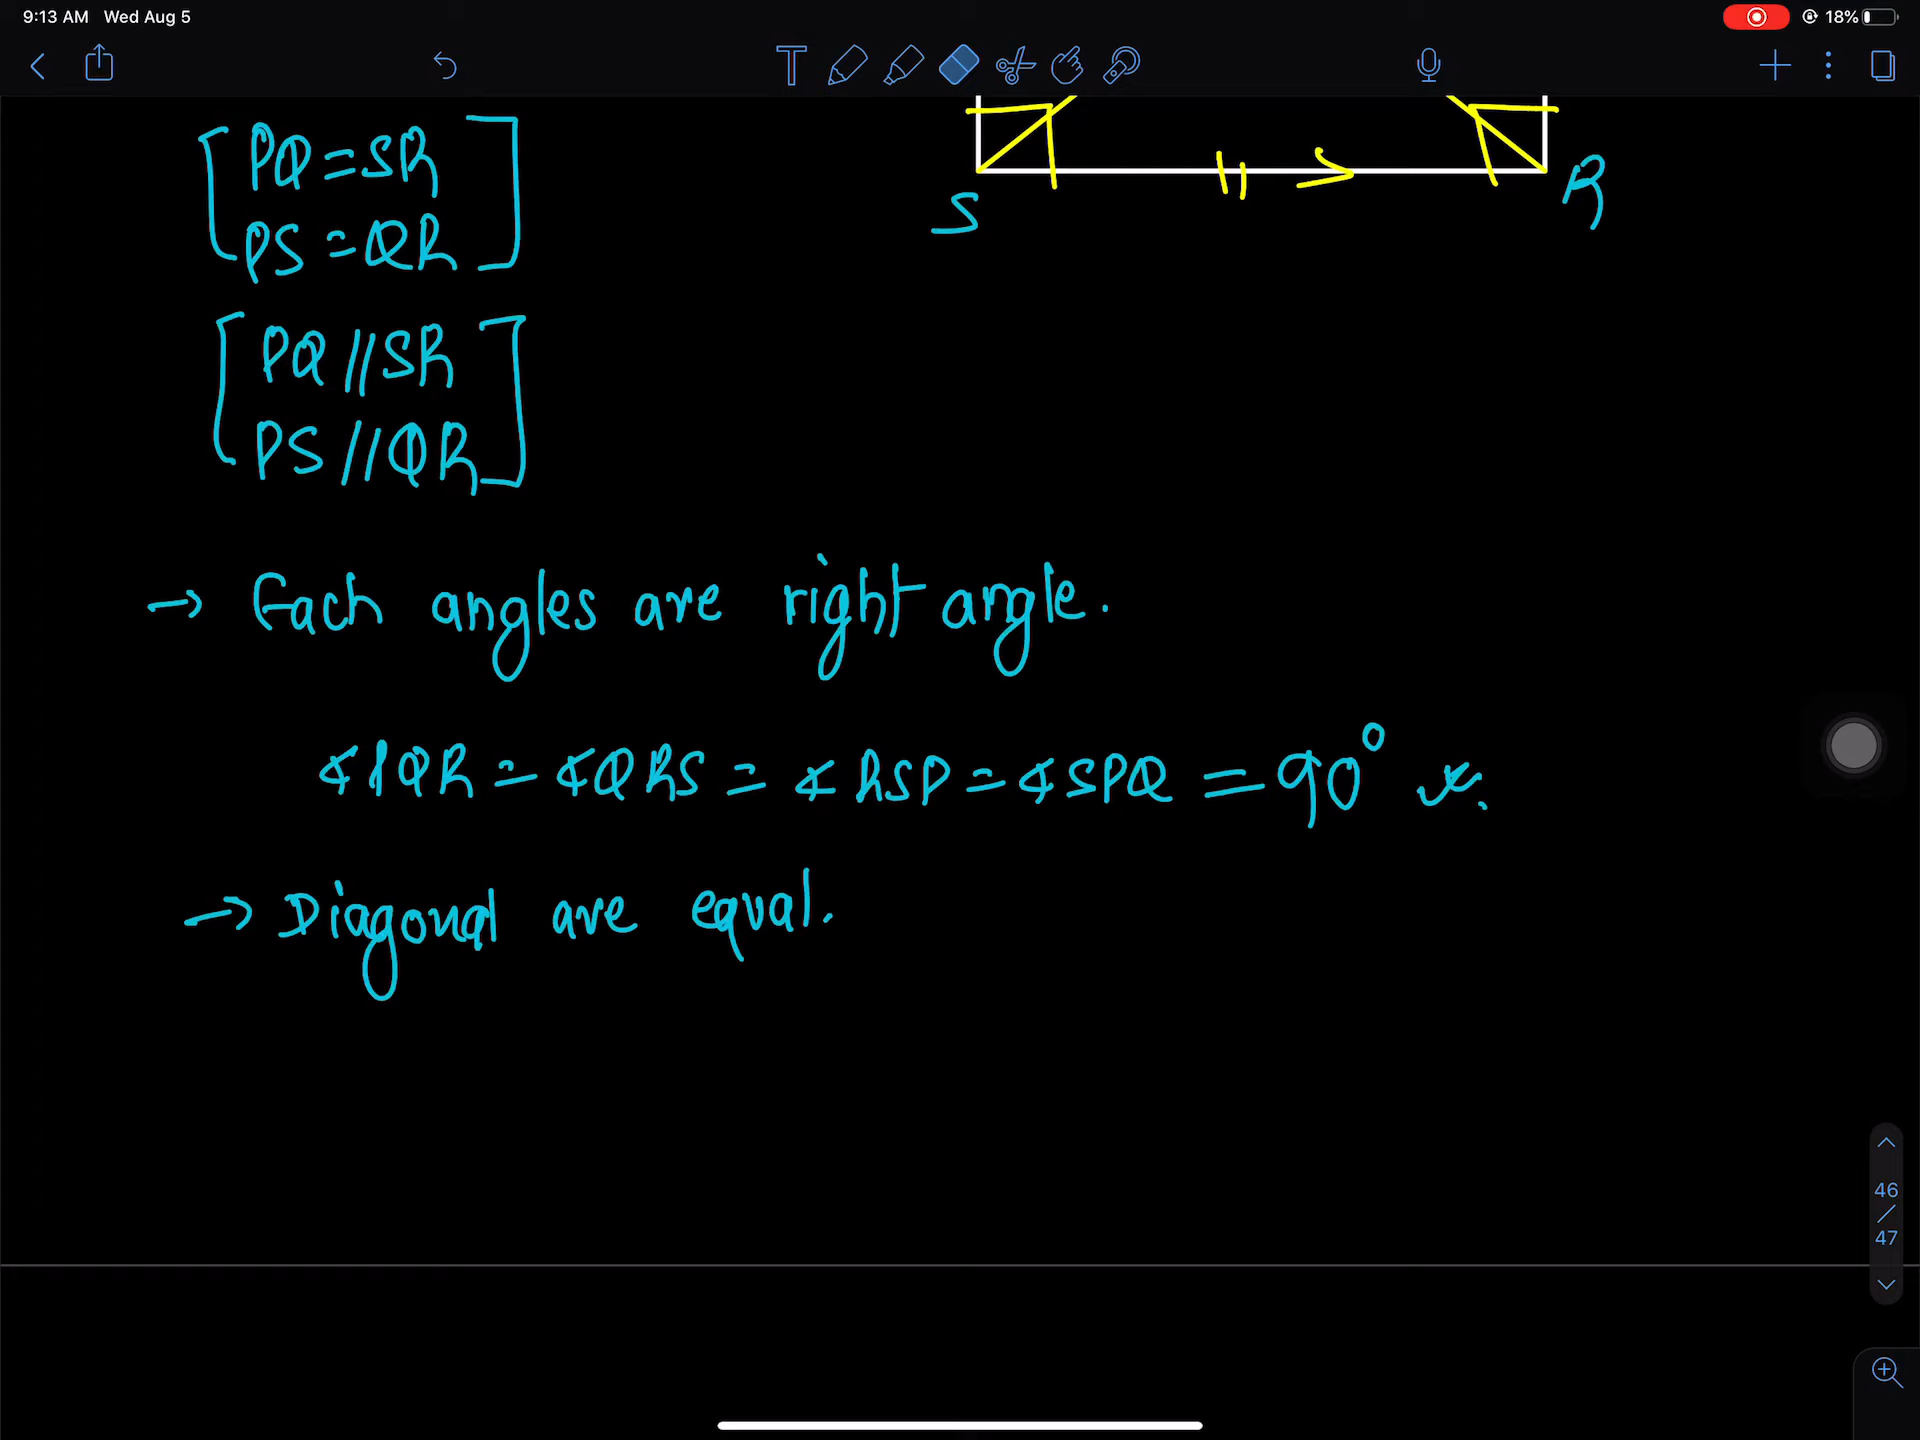 9:13 AM Wed Aug 5
18%
T
PQ = SR
PS = QR
S
R
PQ // SR
PS // QR
→ Each angles are right angle.
∡PQR = ∡QRS = ∡RSP = ∡SPQ = 90°
→ Diagonal are equal.
46
/
47